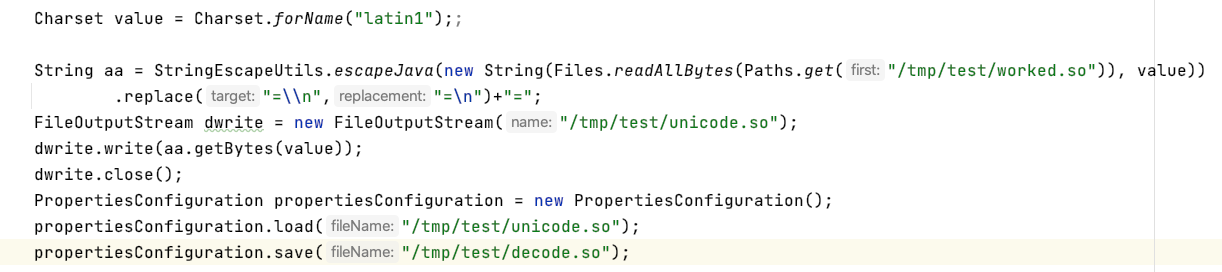 Charset value = Charset.forName("latin1");;
String aa = StringEscapeUtils.escapeJava(new String(Files.readAllBytes(Paths.get( first: "/tmp/test/worked.so")), value))
.replace( target: "=\\n", replacement: "=\n")+"=";
FileOutputStream dwrite = new FileOutputStream( name: "/tmp/test/unicode.so");
dwrite.write(aa.getBytes(value));
dwrite.close();
PropertiesConfiguration propertiesConfiguration = new PropertiesConfiguration();
propertiesConfiguration.load( fileName: "/tmp/test/unicode.so");
propertiesConfiguration.save( fileName: "/tmp/test/decode.so");